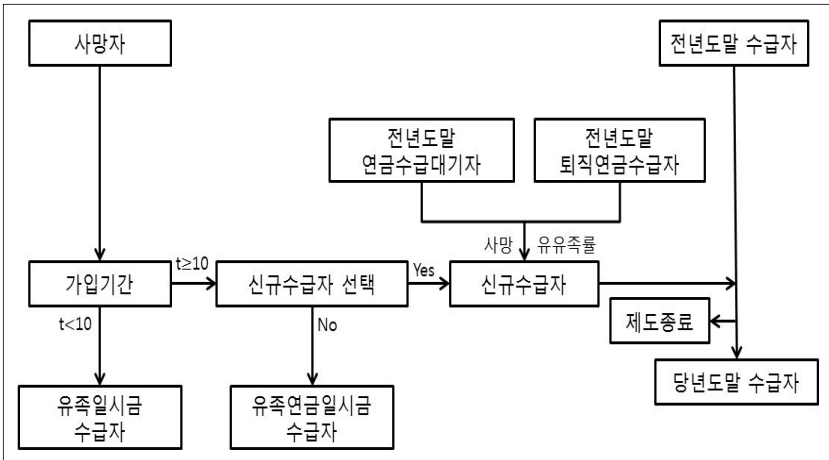 사망자
전년도말 수급자
전년도말
연금수급대기자
전년도말
퇴직연금수급자
사망
유유족률
가입기간
t≥10
신규수급자 선택
Yes
신규수급자
t<10
No
제도종료
당년도말 수급자
유족일시금
수급자
유족연금일시금
수급자